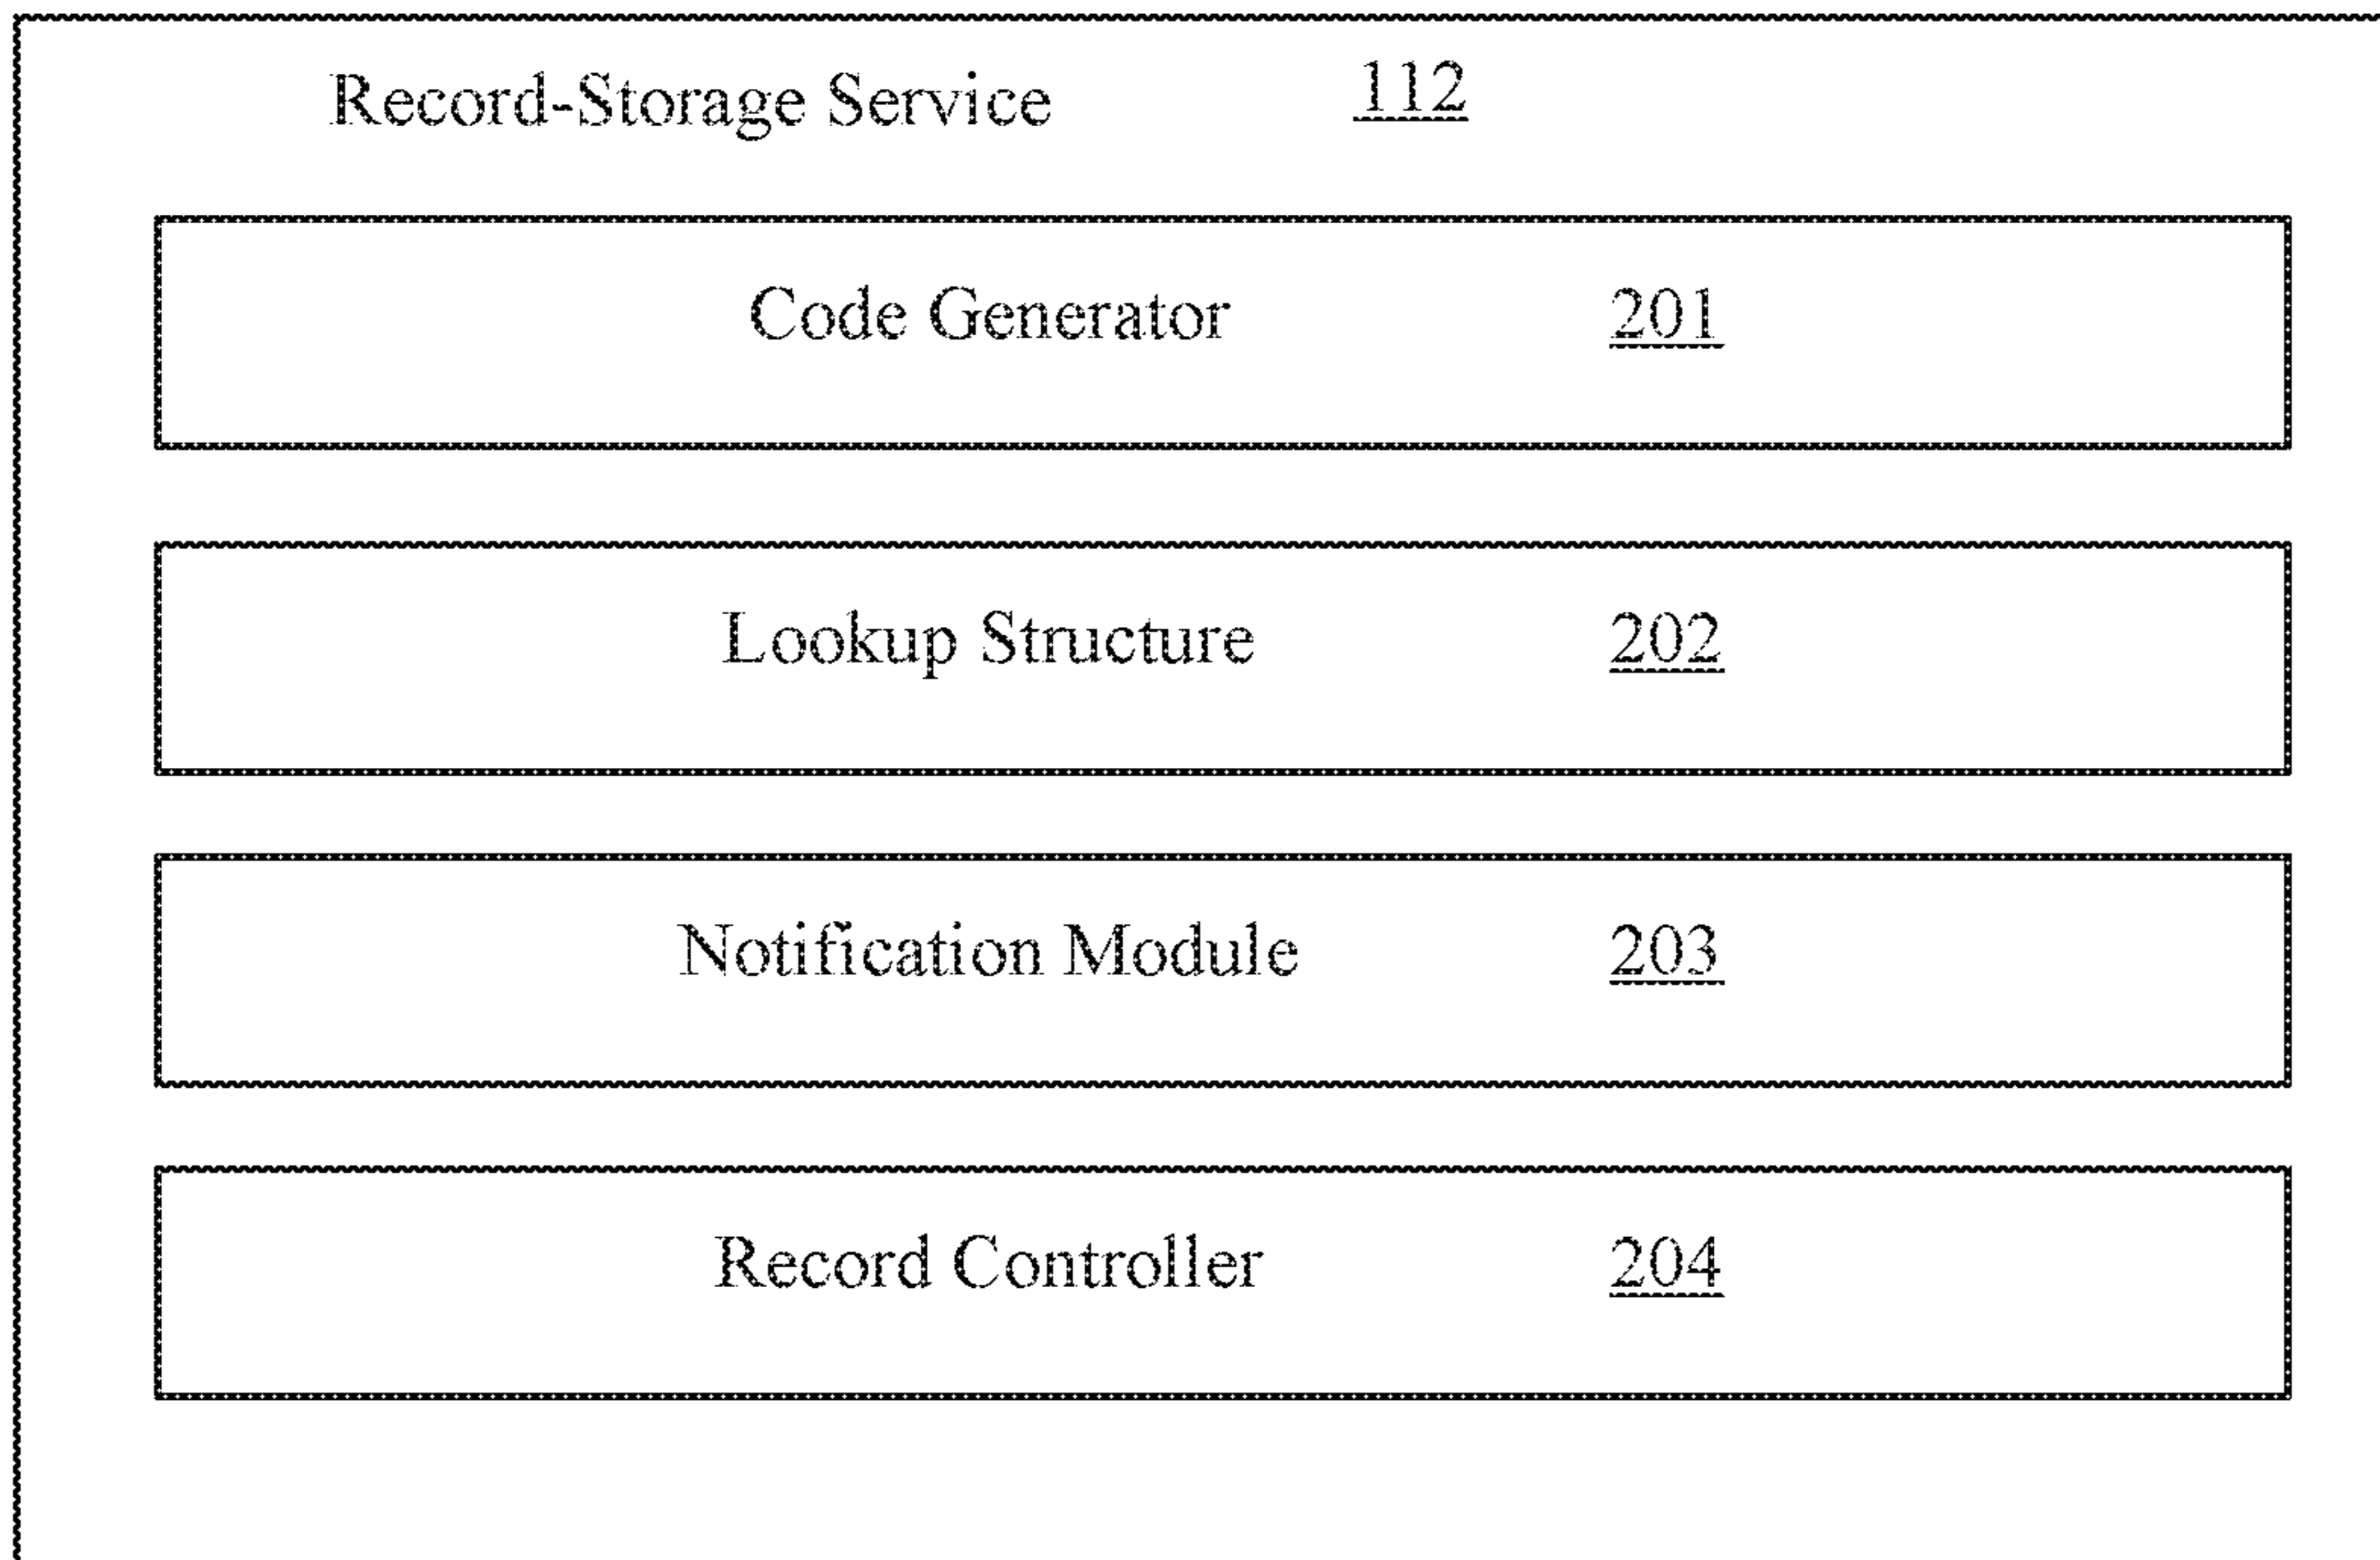 Record-Storage Service 112
Code Generator 201
Lookup Structure 202
Notification Module 203
Record Controller 204